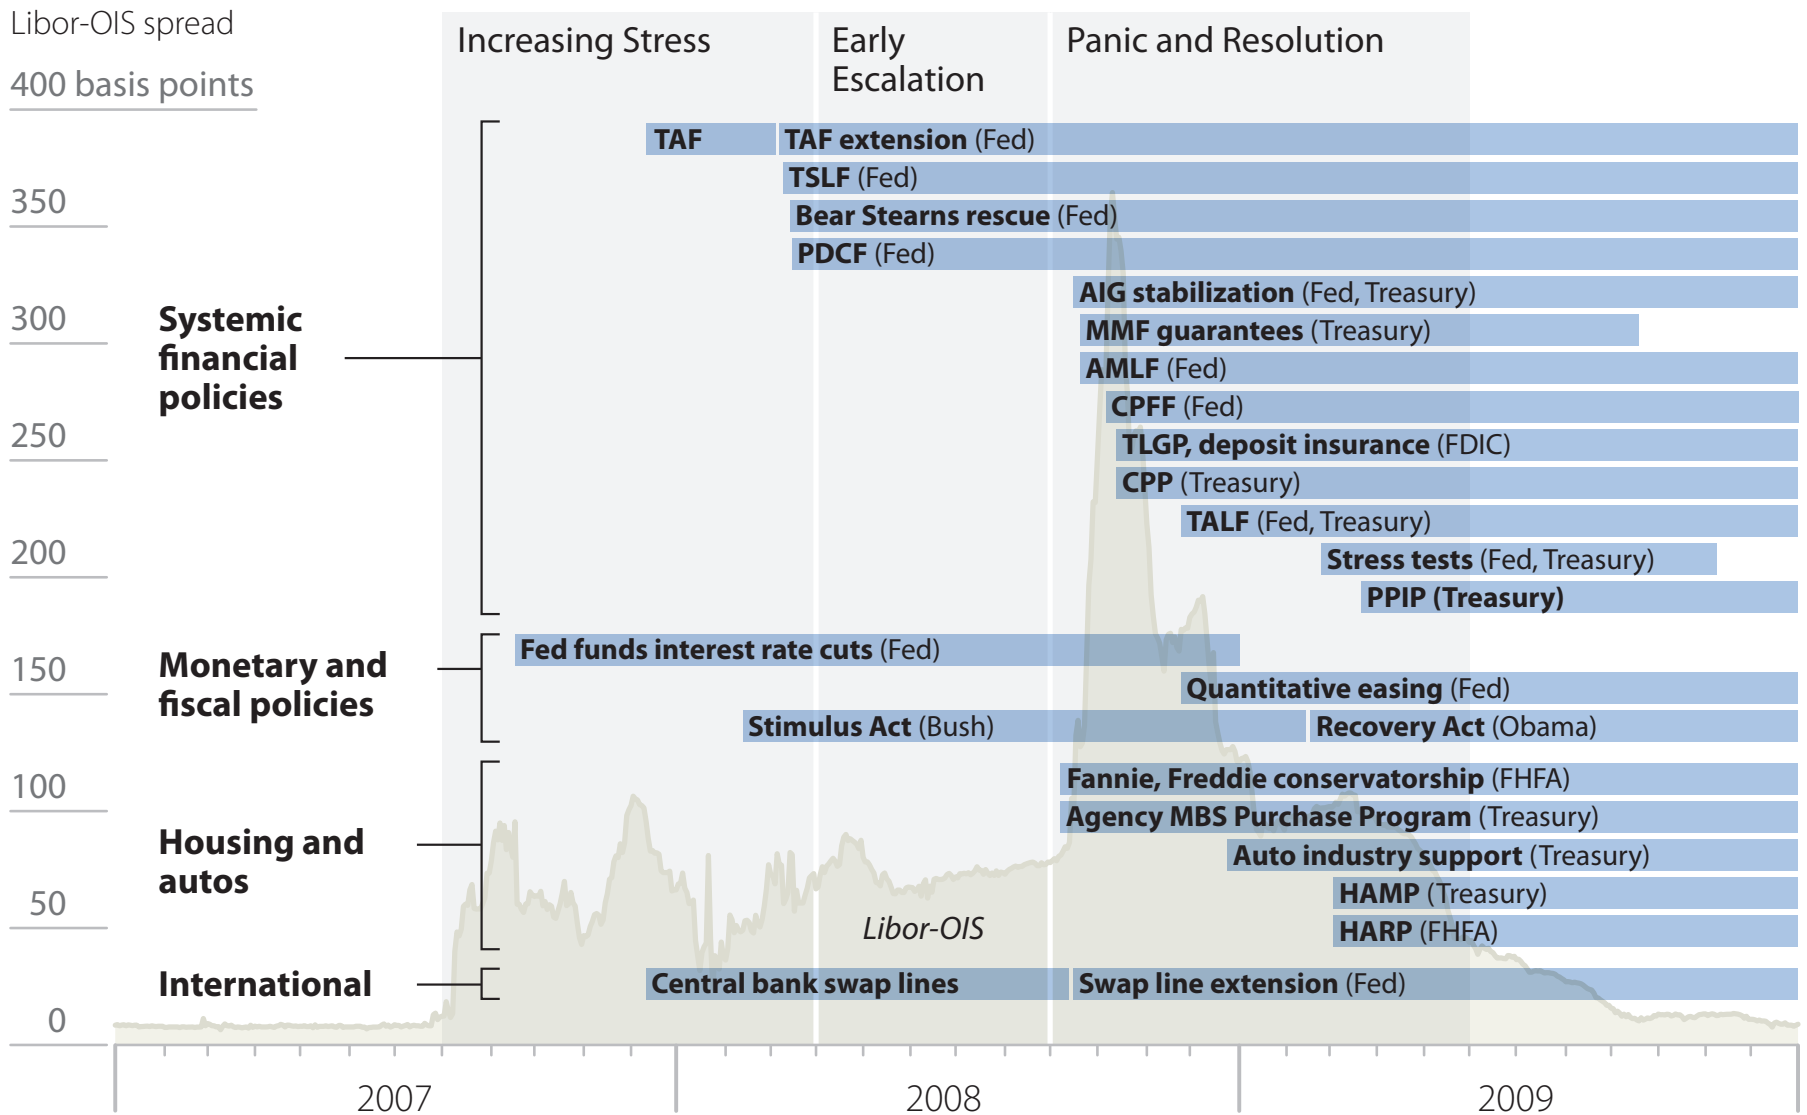 Libor-OIS spread
400 basis points
350
300
250
200
150
100
50
0
Increasing Stress
Early
Escalation
Panic and Resolution
Systemic
financial
policies
TAF
TAF extension (Fed)
TSLF (Fed)
Bear Stearns rescue (Fed)
PDCF (Fed)
AIG stabilization (Fed, Treasury)
MMF guarantees (Treasury)
AMLF (Fed)
CPFF (Fed)
TLGP, deposit insurance (FDIC)
CPP (Treasury)
TALF (Fed, Treasury)
Stress tests (Fed, Treasury)
PPIP (Treasury)
Monetary and
fiscal policies
Fed funds interest rate cuts (Fed)
Quantitative easing (Fed)
Stimulus Act (Bush)
Recovery Act (Obama)
Housing and
autos
Fannie, Freddie conservatorship (FHFA)
Agency MBS Purchase Program (Treasury)
Auto industry support (Treasury)
HAMP (Treasury)
HARP (FHFA)
Libor-OIS
International
Central bank swap lines
Swap line extension (Fed)
2007
2008
2009